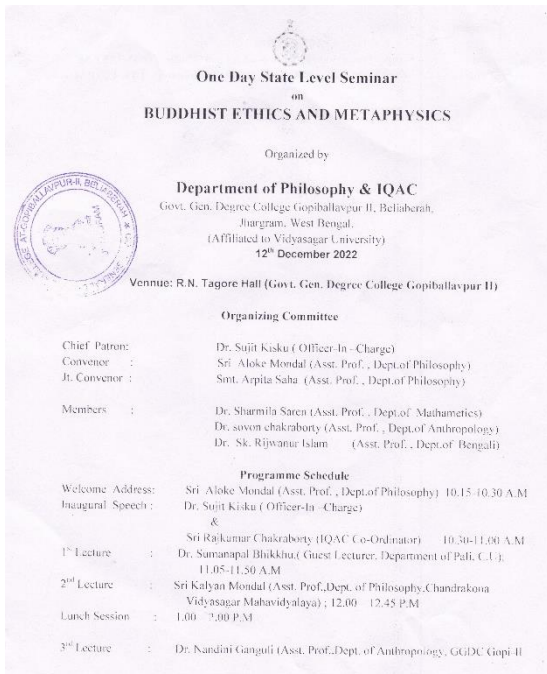 One Day State Level Seminar
on
BUDDHIST ETHICS AND METAPHYSICS
Organized by
Department of Philosophy & IQAC
Govt. Gen. Degree College Gopiballavpur II, Beliaberah,
Jhargram, West Bengal.
(Affiliated to Vidyasagar University)
12th December 2022
Vennue: R.N. Tagore Hall (Govt. Gen. Degree College Gopiballavpur II)
Organizing Committee
Chief Patron: Dr. Sujit Kisku ( Officer-In –Charge)
Convenor : Sri Aloke Mondal (Asst. Prof. , Dept.of Philosophy)
Jt. Convenor : Smt. Arpita Saha (Asst. Prof. , Dept.of Philosophy)
Members : Dr. Sharmila Saren (Asst. Prof. , Dept.of Mathametics)
Dr. sovon chakraborty (Asst. Prof. , Dept.of Anthropology)
Dr. Sk. Rijwanur Islam (Asst. Prof. , Dept.of Bengali)
Programme Schedule
Welcome Address: Sri Aloke Mondal (Asst. Prof. , Dept.of Philosophy) 10.15-10.30 A.M
Inaugural Speech : Dr. Sujit Kisku ( Officer-In –Charge)
&
Sri Rajkumar Chakraborty (IQAC Co-Ordinator) 10.30-11.00 A.M
1st Lecture : Dr. Sumanapal Bhikkhu,( Guest Lecturer, Department of Pali, C.U);
11.05-11.50 A.M
2nd Lecture : Sri Kalyan Mondal (Asst. Prof.,Dept. of Philosophy,Chandrakona
Vidyasagar Mahavidyalaya) ; 12.00 – 12.45 P.M
Lunch Session : 1.00 – 2.00 P.M
3rd Lecture : Dr. Nandini Ganguli (Asst. Prof.,Dept. of Anthropology, GGDC Gopi-II